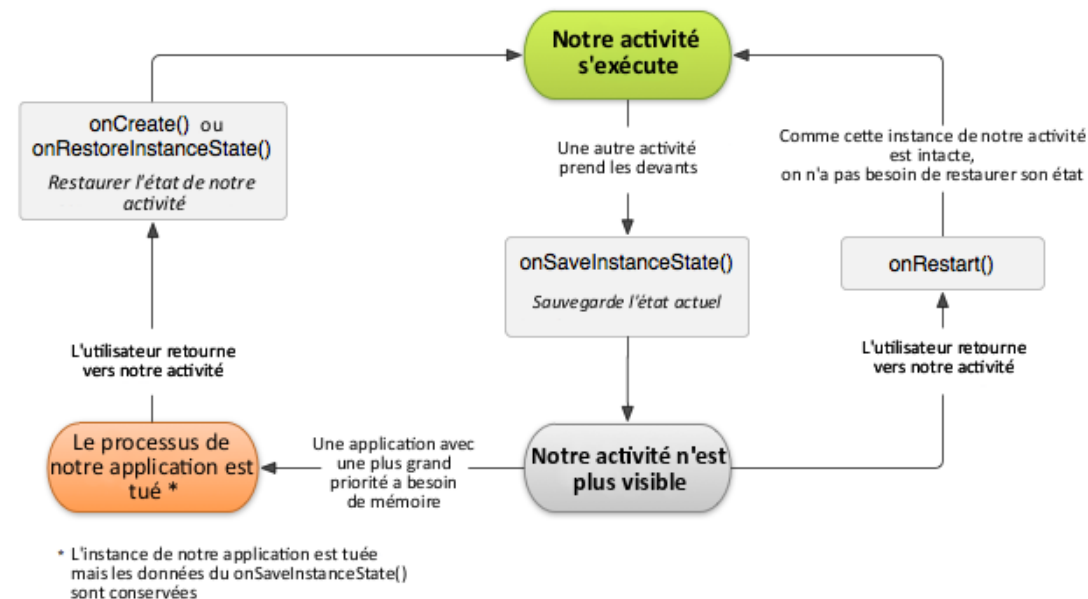 Notre activité
s'exécute
onCreate() ou
onRestoreInstanceState()
Restaurer l'état de notre
activité
Une autre activité
prend les devants
Comme cette instance de notre activité
est intacte,
on n'a pas besoin de restaurer son état
onSaveInstanceState()
Sauvegarde l'état actuel
onRestart()
L'utilisateur retourne
vers notre activité
L'utilisateur retourne
vers notre activité
Le processus de
notre application est
tué *
Une application avec
une plus grand
priorité a besoin
de mémoire
Notre activité n'est
plus visible
* L'instance de notre application est tuée
mais les données du onSaveInstanceState()
sont conservées